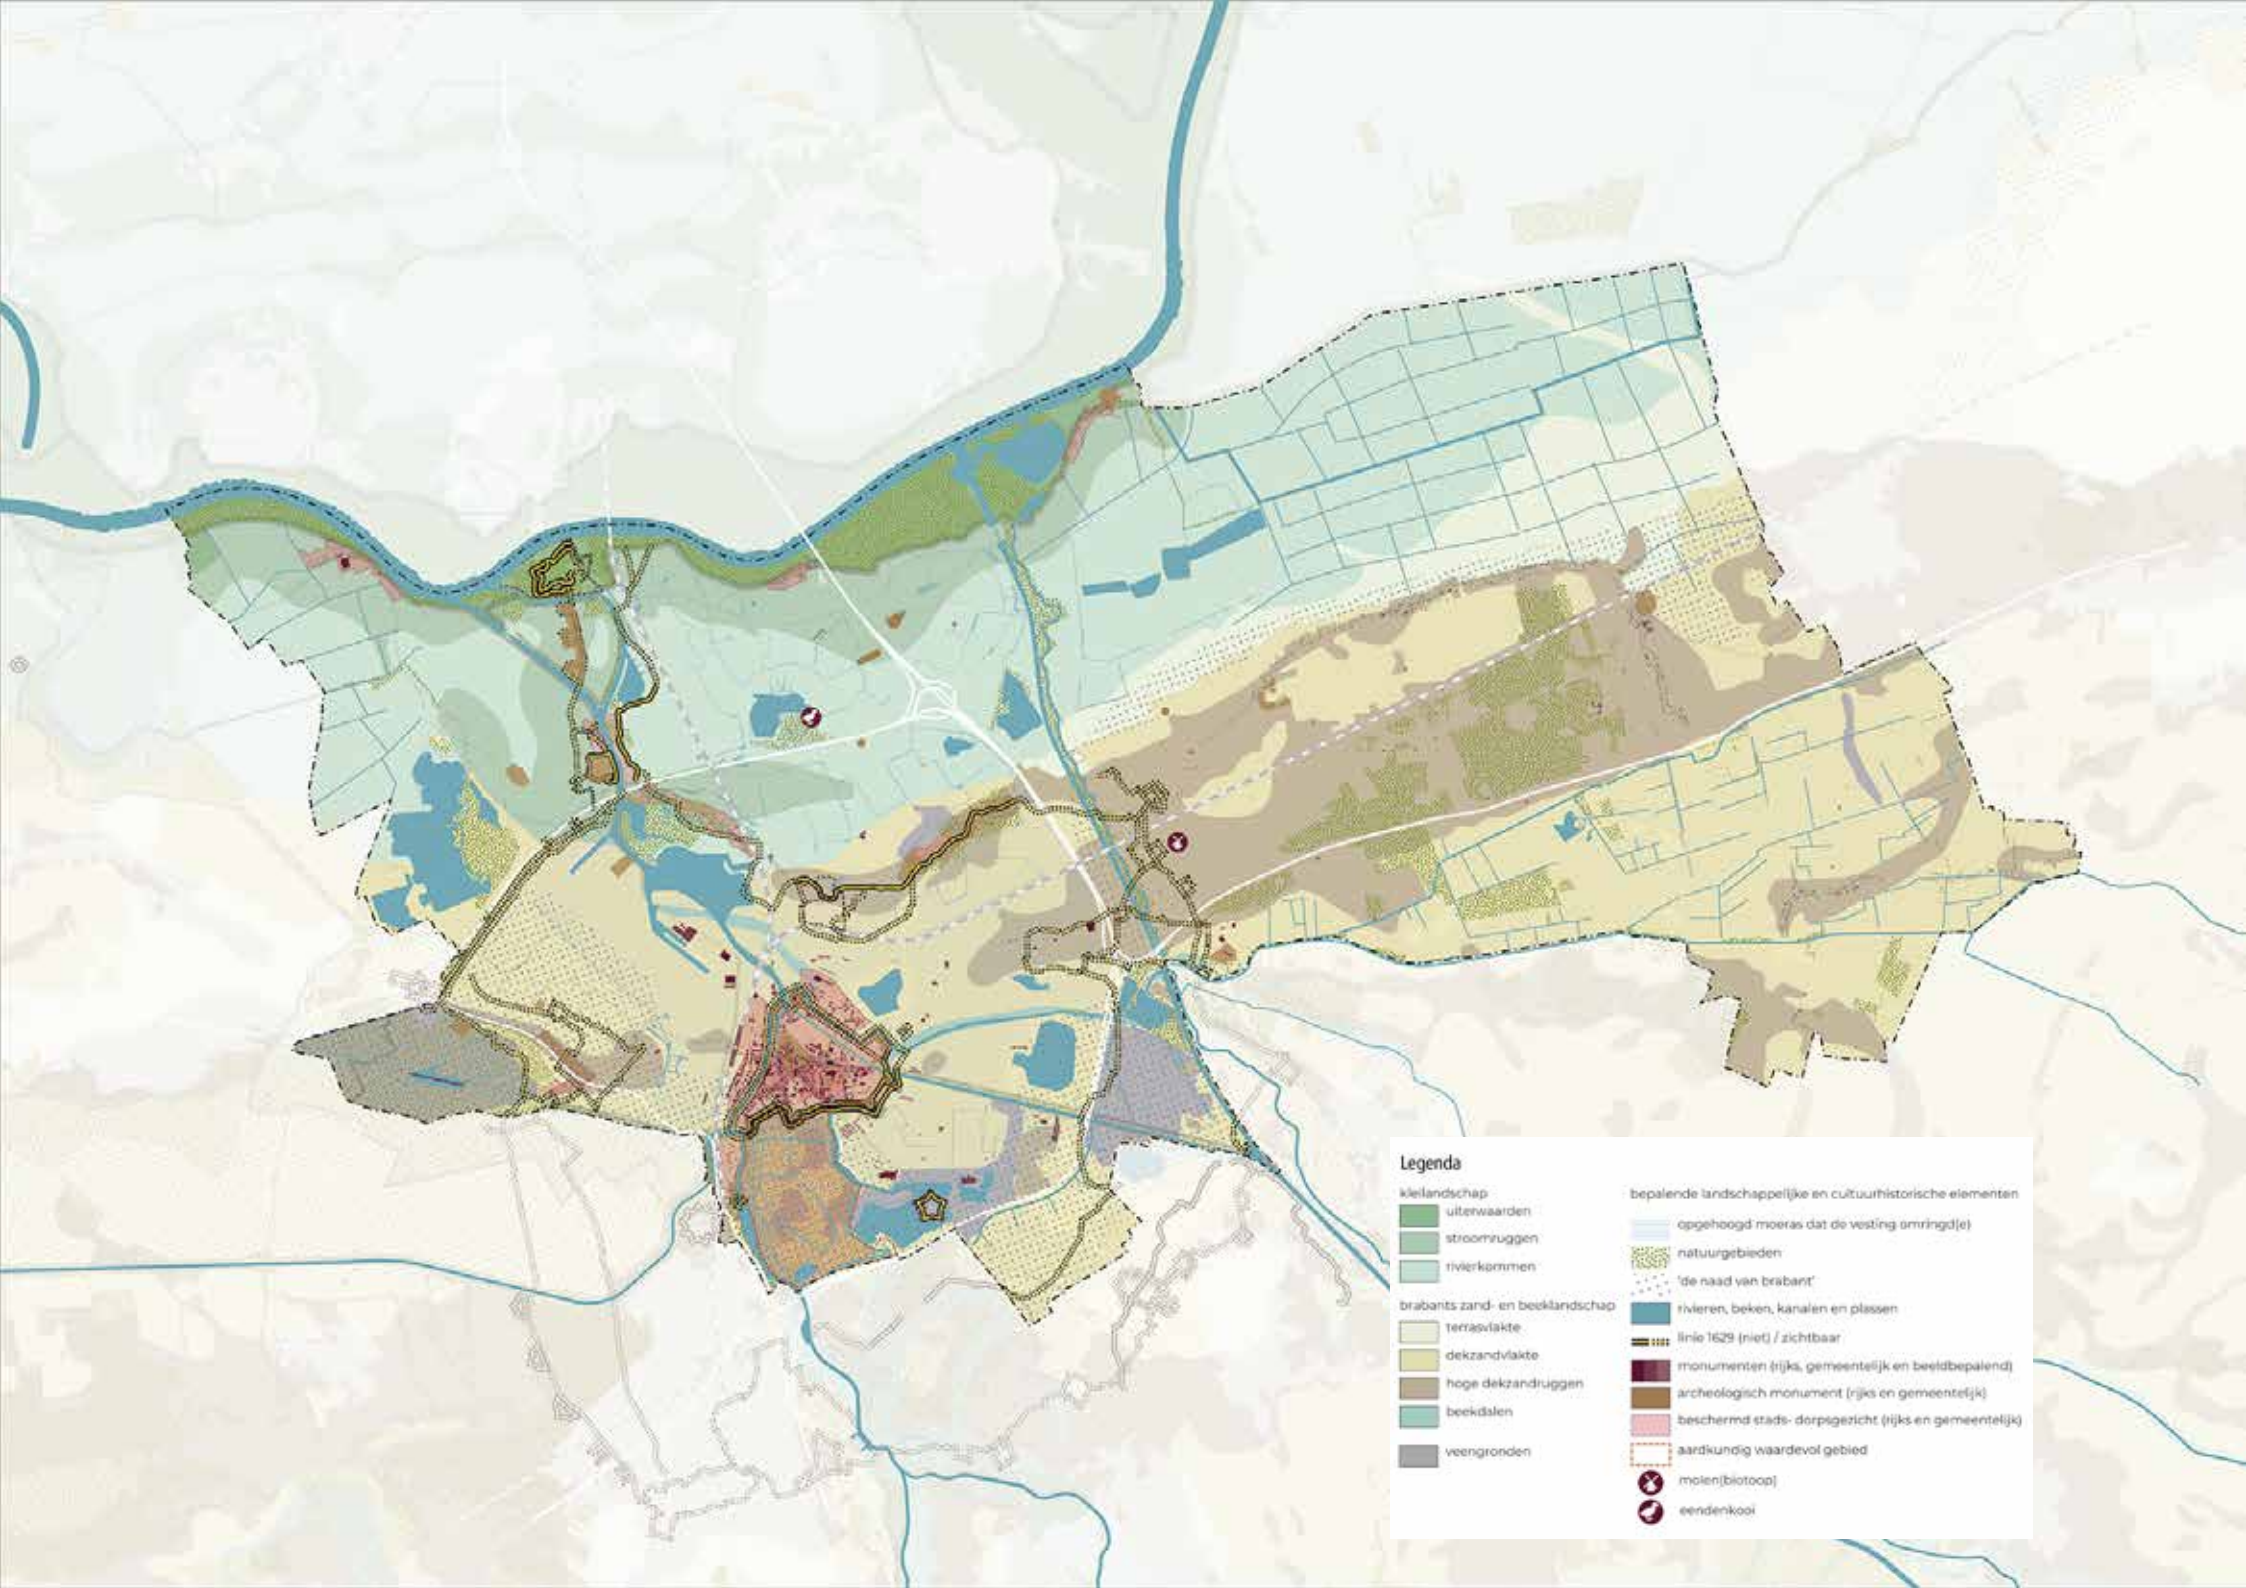 Legenda
kleilandschap
uiterwaarden
stroomruggen
rivierkommen
brabants zand- en beeklandschap
terrasvlakte
dekzandvlakte
hoge dekzandruggen
beekdalen
veengronden
bepalende landschappelijke en cultuurhistorische elementen
opgehoogd moeras dat de vesting omringd(e)
natuurgebieden
'de naad van brabant'
rivieren, beken, kanalen en plassen
linie 1629 (niet) / zichtbaar
monumenten (rijks, gemeentelijk en beeldbepalend)
archeologisch monument (rijks en gemeentelijk)
beschermd stads- dorpsgezicht (rijks en gemeentelijk)
aardkundig waardevol gebied
molen(biotoop)
eendenkooi